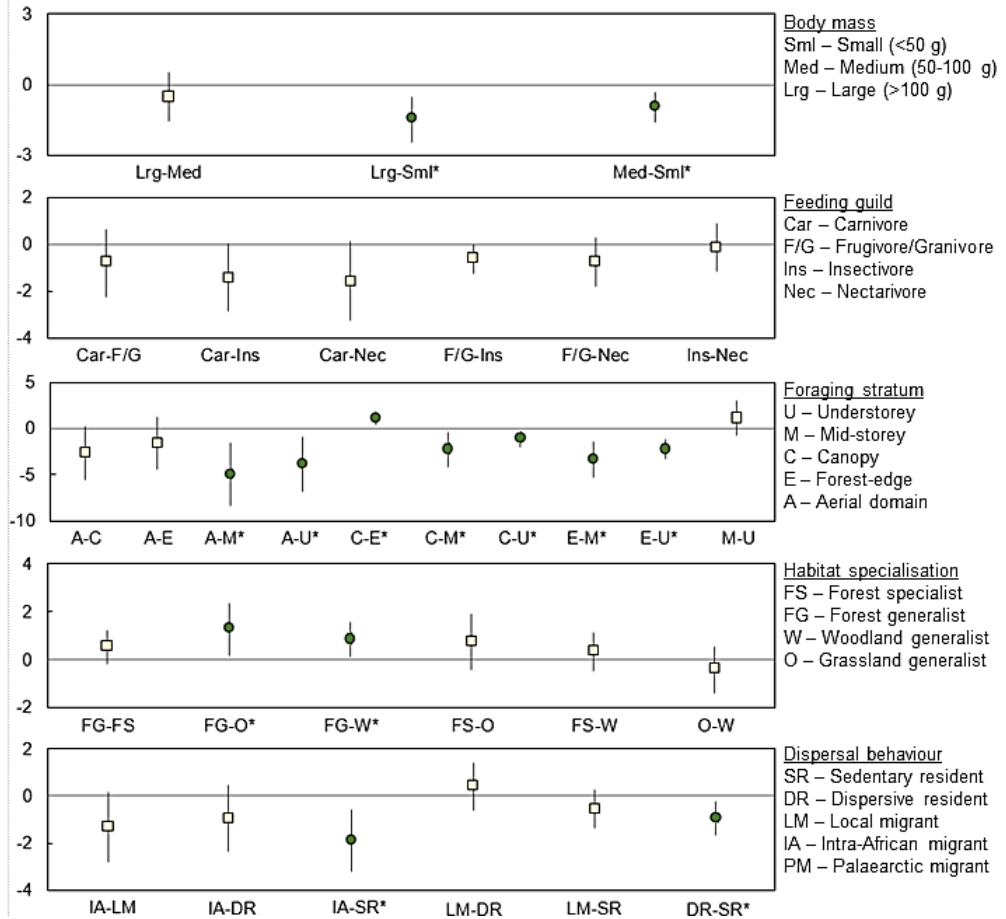 3
0
-3
Lrg-Med Lrg-Sml* Med-Sml*
Body mass
Sml – Small (<50 g)
Med – Medium (50-100 g)
Lrg – Large (>100 g)
2
0
-2
-4
Car-F/G Car-Ins Car-Nec F/G-Ins F/G-Nec Ins-Nec
Feeding guild
Car – Carnivore
F/G – Frugivore/Granivore
Ins – Insectivore
Nec – Nectarivore
5
0
-5
-10
A-C A-E A-M* A-U* C-E* C-M* C-U* E-M* E-U* M-U
Foraging stratum
U – Understorey
M – Mid-storey
C – Canopy
E – Forest-edge
A – Aerial domain
4
2
0
-2
FG-FS FG-O* FG-W* FS-O FS-W O-W
Habitat specialisation
FS – Forest specialist
FG – Forest generalist
W – Woodland generalist
O – Grassland generalist
2
0
-2
-4
IA-LM IA-DR IA-SR* LM-DR LM-SR DR-SR*
Dispersal behaviour
SR – Sedentary resident
DR – Dispersive resident
LM – Local migrant
IA – Intra-African migrant
PM – Palaearctic migrant